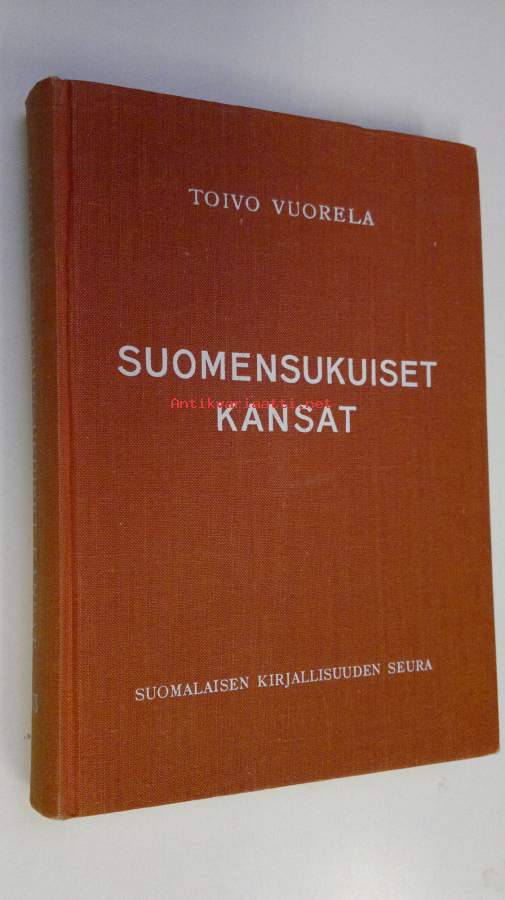 TOIVO VUORELA
SUOMENSUKUISET
Antikvariaatti.net
KANSAT
SUOMALAISEN KIRJALLISUUDEN SEURA